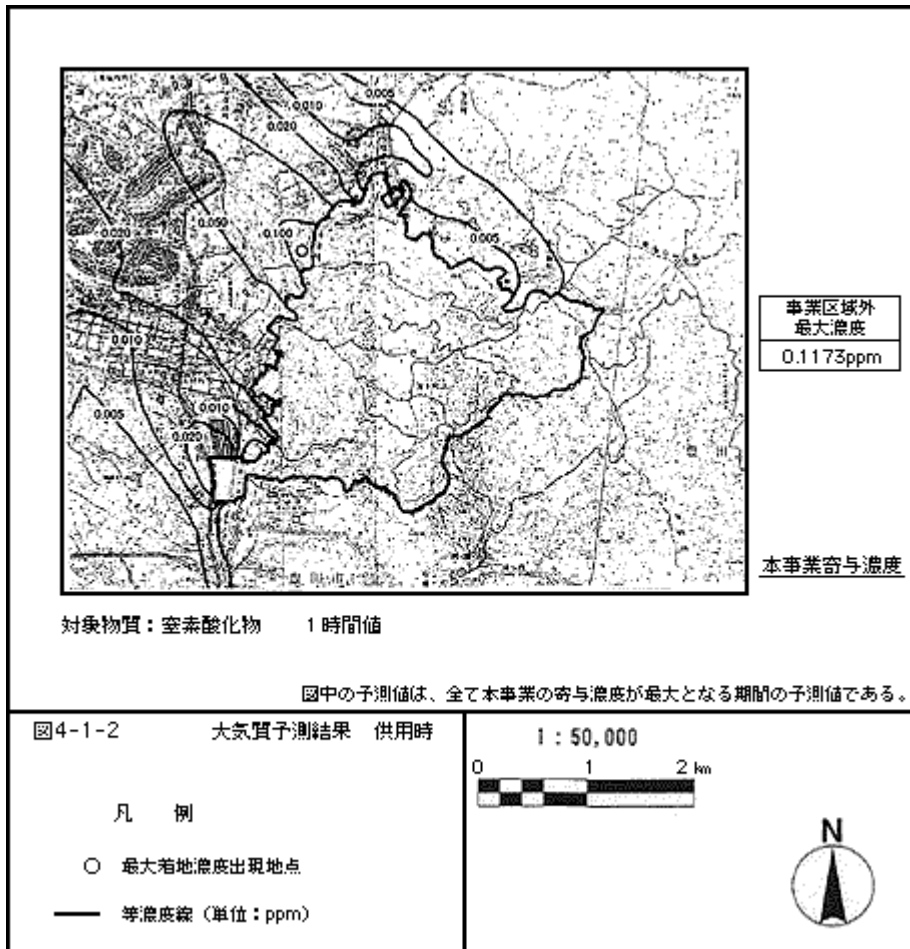 0.005
0.010
0.020
0.020
0.050
0.100
0.005
0.010
0.005
0.010
0.020
事業区域外
最大濃度
0.1173ppm
本事業寄与濃度
対象物質：窒素酸化物 1時間値
図中の予測値は、全て本事業の寄与濃度が最大となる期間の予測値である。
図4-1-2 大気質予測結果 供用時
凡 例
○ 最大着地濃度出現地点
等濃度線（単位：ppm）
1：50,000
0 1 2 km
N